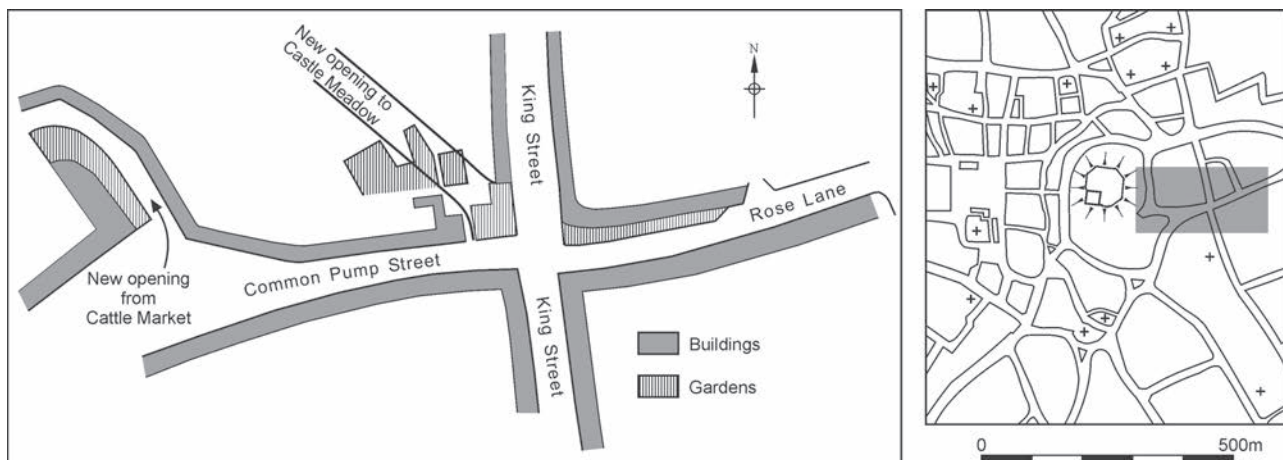 New opening to
Castle Meadow
King Street
N
King Street
Rose Lane
Common Pump Street
New opening
from
Cattle Market
Buildings
Gardens
0
500m